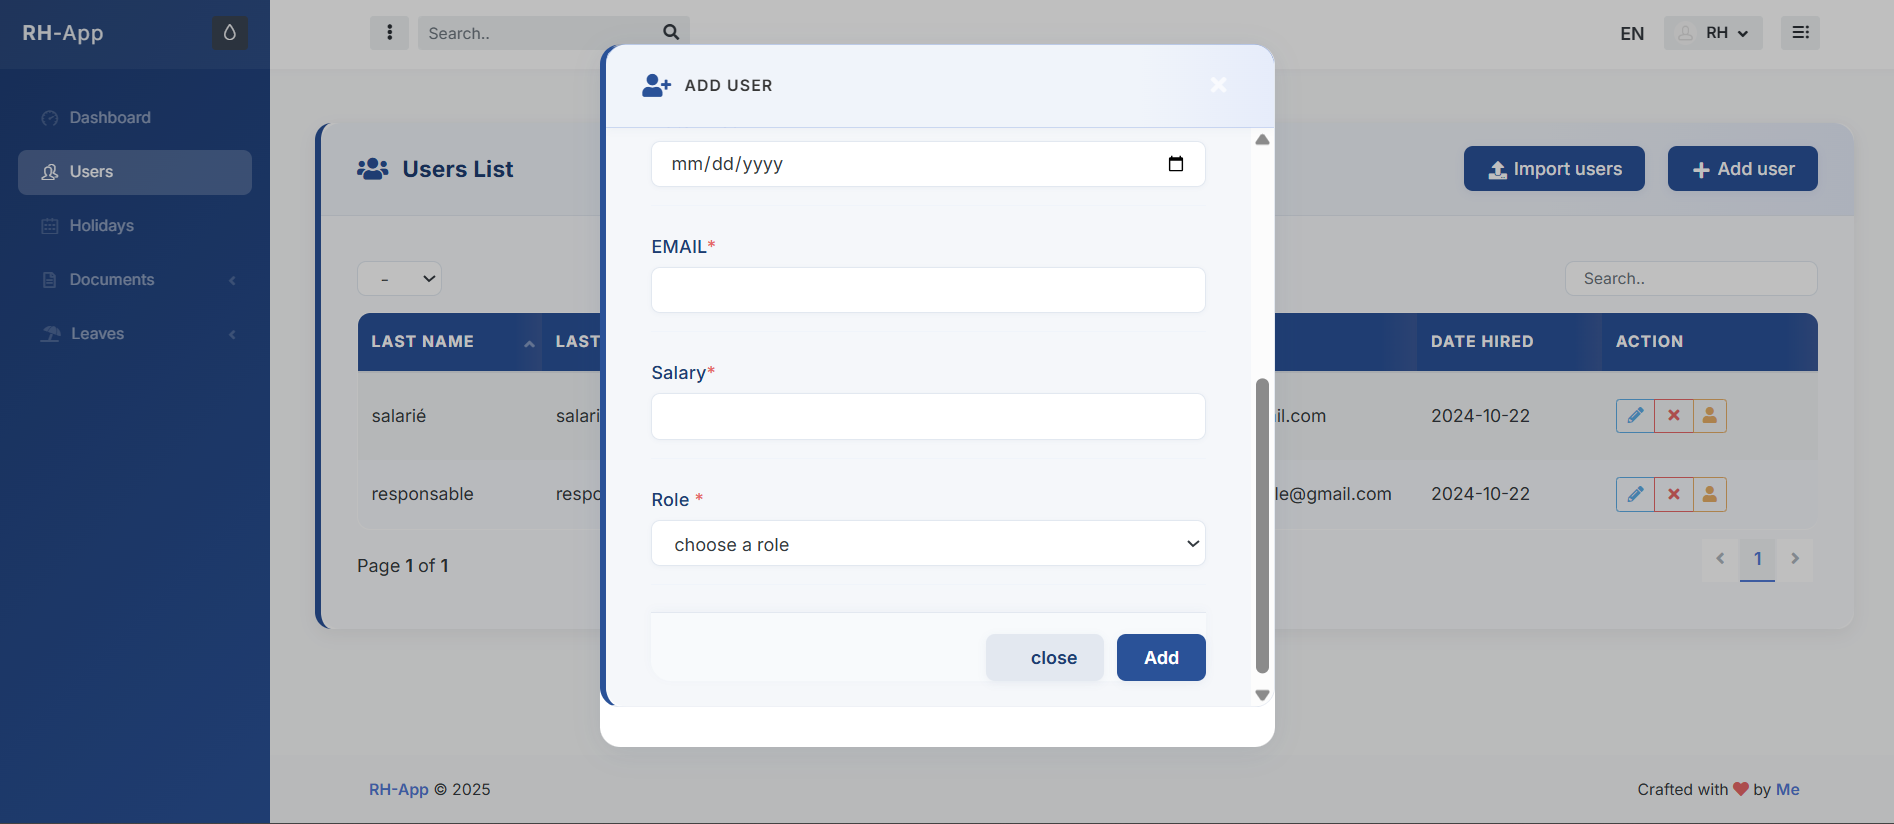 RH-App
Search..
EN
RH
Dashboard
Users
Holidays
Documents
Leaves
Users List
Import users
Add user
-
Search..
LAST NAME
LAST
DATE HIRED
ACTION
salarié
salari
il.com
2024-10-22
responsable
respo
le@gmail.com
2024-10-22
Page 1 of 1
1
ADD USER
mm/dd/yyyy
EMAIL*
Salary*
Role *
choose a role
close
Add
RH-App © 2025
Crafted with ❤ by Me